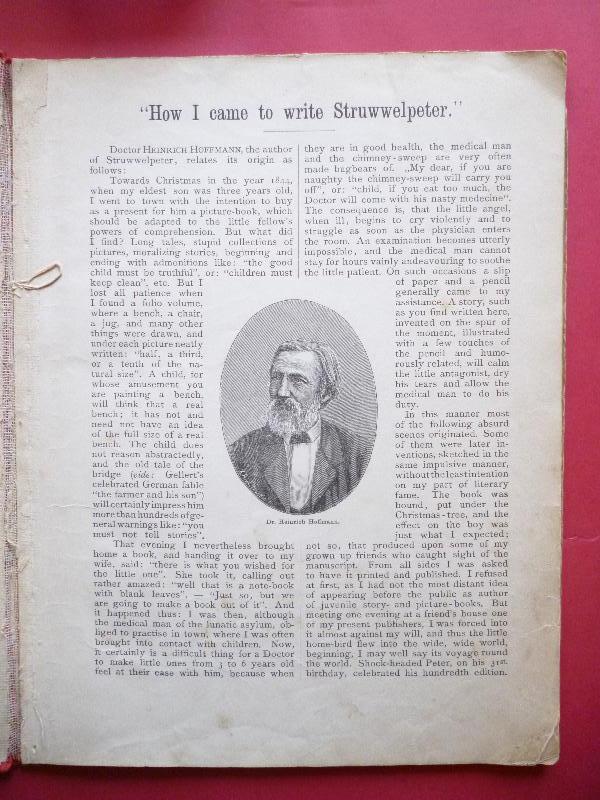 "How I came to write Struwwelpeter."
Doctor HEINRICH HOFFMANN, the author
of Struwwelpeter, relates its origin as
follows:
Towards Christmas in the year 1844,
when my eldest son was three years old,
I went to town with the intention to buy
as a present for him a picture-book, which
should be adapted to the little fellow's
powers of comprehension. But what did
I find? Long tales, stupid collections of
pictures, moralizing stories, beginning and
ending with admonitions like: "the good
child must be truthful", or: "children must
keep clean". etc. But I
lost all patience when
I found a folio volume,
where a bench, a chair,
a jug, and many other
things were drawn, and
under each picture neatly
written: "half, a third,
or a tenth of the na-
tural size". A child, for
whose amusement you
are painting a bench,
will think that a real
bench; it has not and
need not have an idea
of the full size of a real
bench. The child does
not reason abstractedly,
and the old tale of the
bridge (vide: Gellert's
celebrated German fable
"the farmer and his son")
will certainly impress him
more than hundreds of ge-
neral warnings like: "you
must not tell stories".
That evening I nevertheless brought
home a book, and handing it over to my
wife, said: "there is what you wished for
the little one". She took it, calling out
rather amazed: "well that is a note-book
with blank leaves". — "Just so, but we
are going to make a book out of it". And
it happened thus: I was then, although
the medical man of the lunatic asylum, ob-
liged to practise in town, where I was often
brought into contact with children. Now,
it certainly is a difficult thing for a Doctor
to make little ones from 3 to 6 years old
feel at their ease with him, because when
they are in good health, the medical man
and the chimney-sweep are very often
made bugbears of. „My dear, if you are
naughty the chimney-sweep will carry you
off", or: "child, if you eat too much, the
Doctor will come with his nasty medecine".
The consequence is, that the little angel,
when ill, begins to cry violently and to
struggle as soon as the physician enters
the room. An examination becomes utterly
impossible, and the medical man cannot
stay for hours vainly endeavouring to soothe
the little patient. On such occasions a slip
of paper and a pencil
generally came to my
assistance. A story, such
as you find written here,
invented on the spur of
the moment, illustrated
with a few touches of
the pencil and humo-
rously related, will calm
the little antagonist, dry
his tears and allow the
medical man to do his
duty.
In this manner most
of the following absurd
scenes originated. Some
of them were later in-
ventions, sketched in the
same impulsive manner,
without the least intention
on my part of literary
fame. The book was
bound, put under the
Christmas-tree, and the
effect on the boy was
just what I expected;
not so, that produced upon some of my
grown up friends who caught sight of the
manuscript. From all sides I was asked
to have it printed and published. I refused
at first, as I had not the most distant idea
of appearing before the public as author
of juvenile story- and picture-books. But
meeting one evening at a friend's house one
of my present publishers, I was forced into
it almost against my will, and thus the little
home-bird flew into the wide, wide world,
beginning, I may well say its voyage round
the world. Shock-headed Peter, on his 31st.
birthday, celebrated his hundredth edition.
Dr. Heinrich Hoffmann.